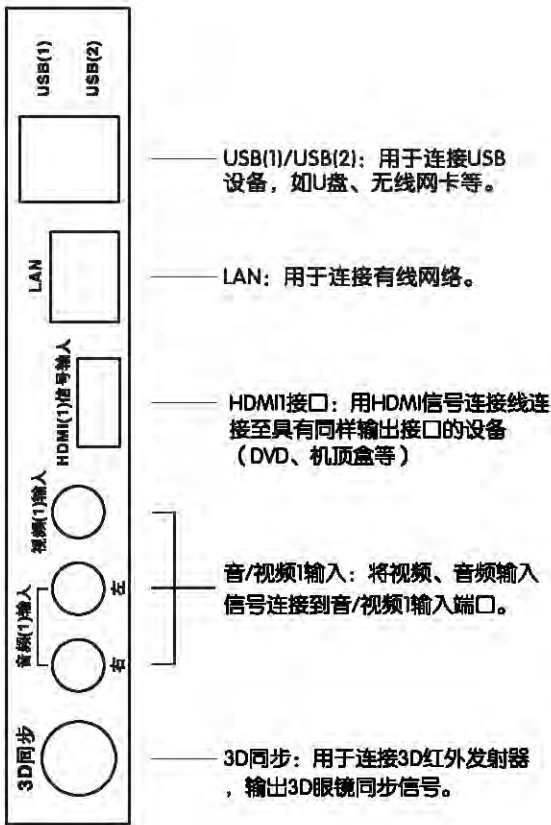 USB(1)
USB(2)
USB(1)/USB(2)：用于连接USB
设备，如U盘、无线网卡等。
LAN
LAN：用于连接有线网络。
HDMI(1)信号输入
HDMI1接口：用HDMI信号连接线连
接至具有同样输出接口的设备
（DVD、机顶盒等）
视频(1)输入
音频(1)输入
左
右
音/视频1输入：将视频、音频输入
信号连接到音/视频1输入端口。
3D同步
3D同步：用于连接3D红外发射器
，输出3D眼镜同步信号。